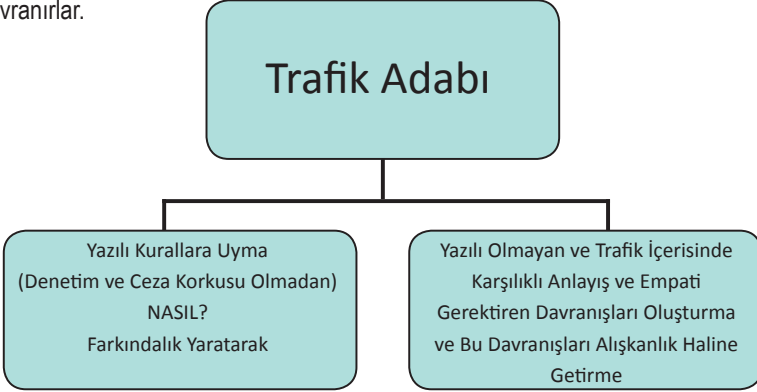 vranırlar.
Trafik Adabı
Yazılı Kurallara Uyma
(Denetim ve Ceza Korkusu Olmadan)
NASIL?
Farkındalık Yaratarak
Yazılı Olmayan ve Trafik İçerisinde
Karşılıklı Anlayış ve Empati
Gerektiren Davranışları Oluşturma
ve Bu Davranışları Alışkanlık Haline
Getirme